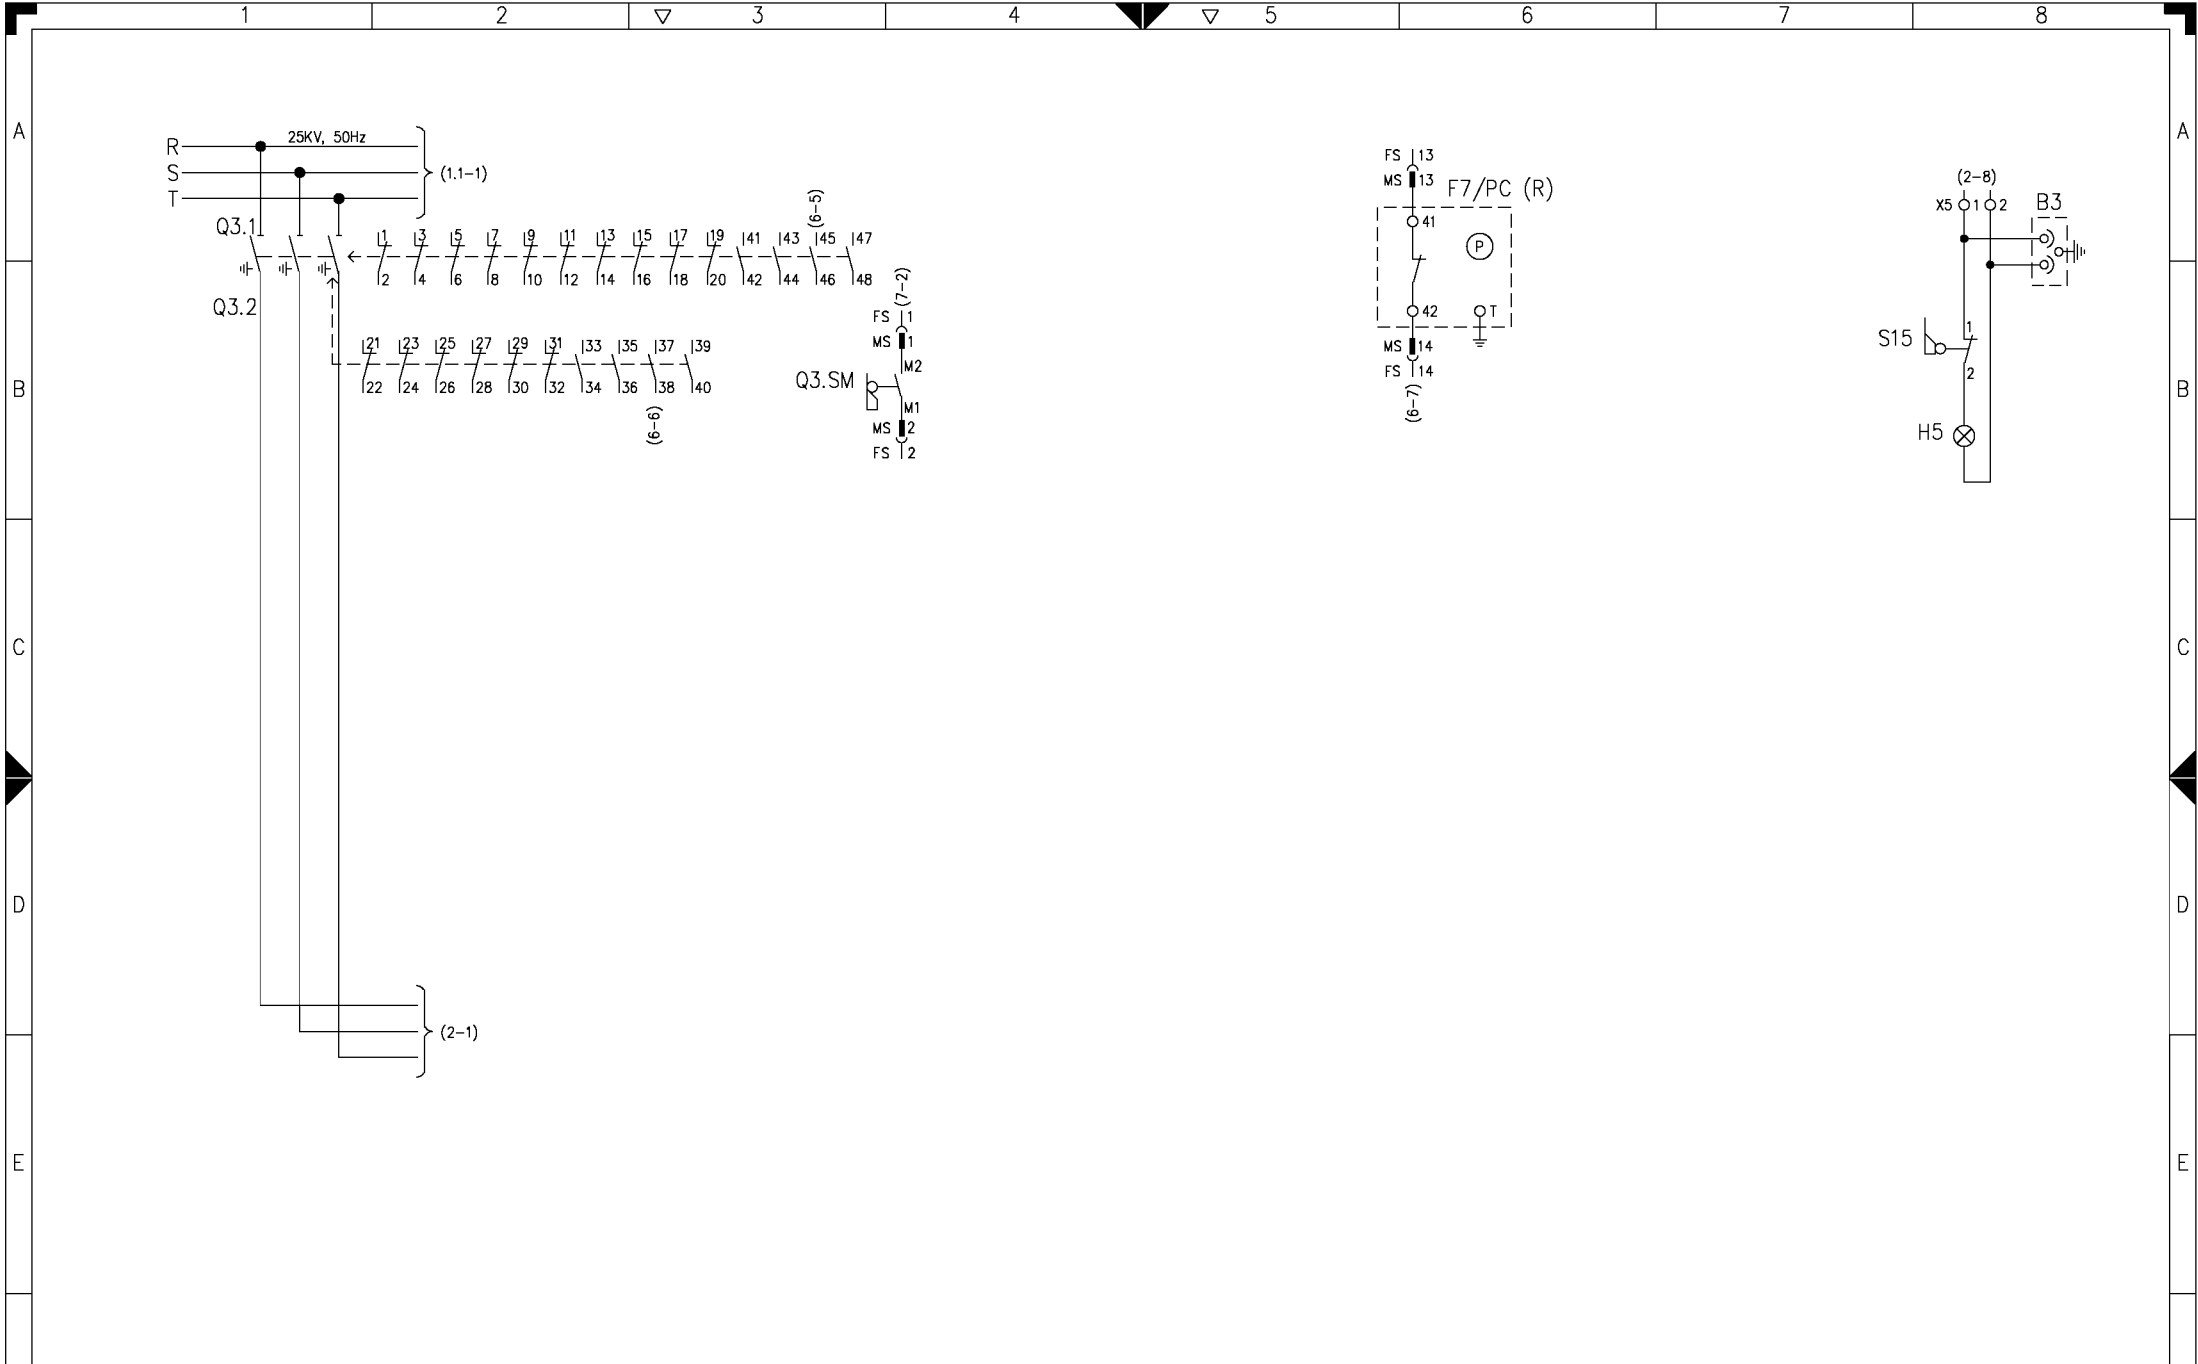 1 2 3 4 5 6 7 8
A A
R 25KV, 50Hz
S (1.1-1)
T
FS 13
MS 13
F7/PC (R)
41
P
42 T
MS 14
FS 14
(6-7)
(2-8)
X5 1 2 B3
Q3.1
(6-5)
1 3 5 7 9 11 13 15 17 19 41 43 45 47
2 4 6 8 10 12 14 16 18 20 42 44 46 48
Q3.2
21 23 25 27 29 31 33 35 37 39
22 24 26 28 30 32 34 36 38 40
(6-6)
(7-2)
FS 1
MS 1
M2
Q3.SM
M1
MS 2
FS 2
S15 1
2
H5
B B
C C
D D
(2-1)
E E